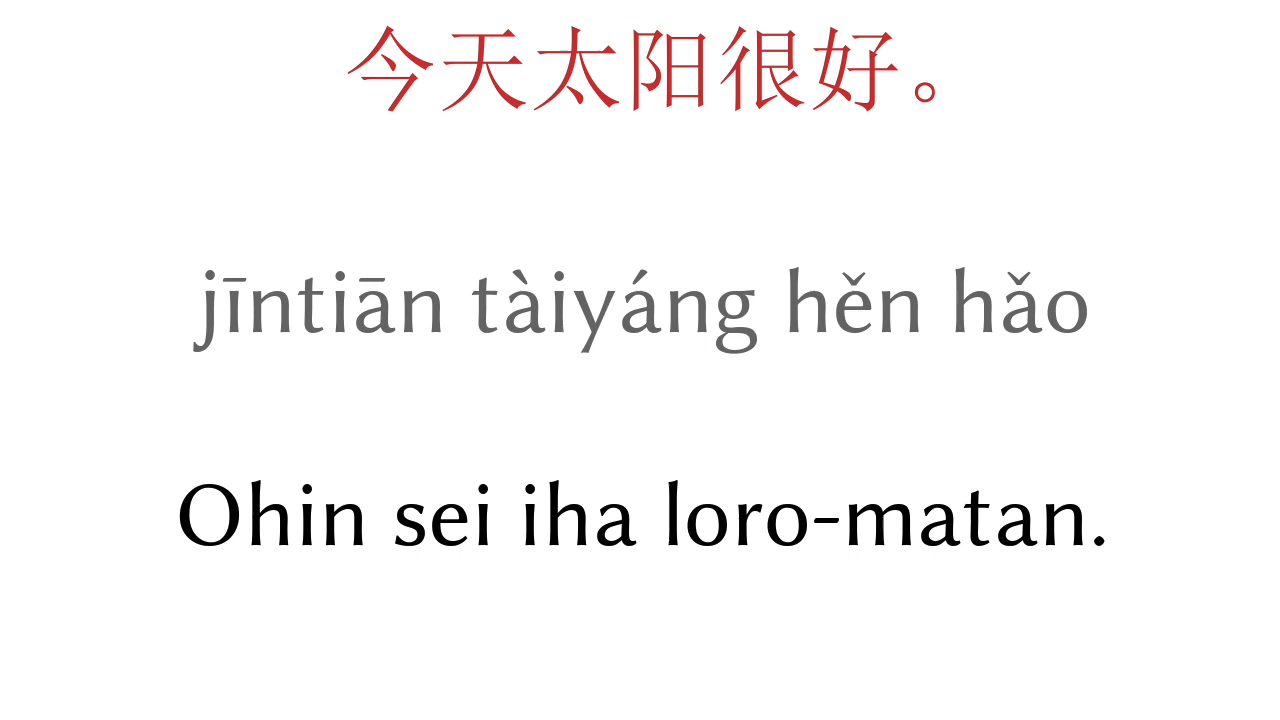 今天太阳很好。
jīntiān tàiyáng hěn hǎo
Ohin sei iha loro-matan.